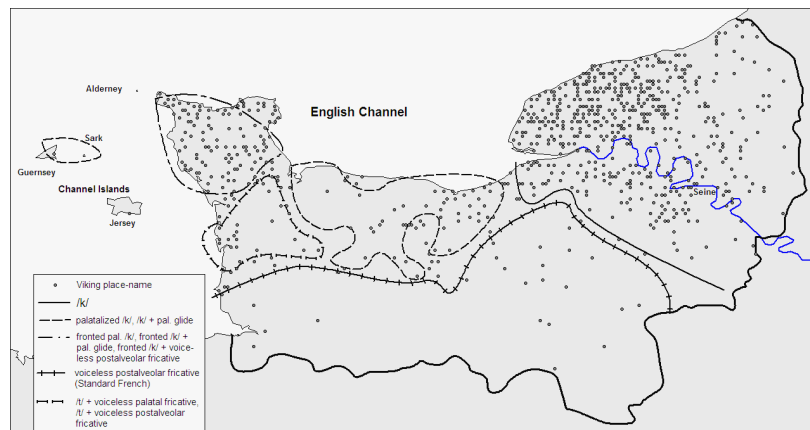 Alderney
English Channel
Sark
Guernsey
Channel Islands
Jersey
Seine
Viking place-name
/k/
palatalized /k/, /k/ + pal. glide
fronted pal. /k/, fronted /k/ +
pal. glide, fronted /k/ + voice-
less postalveolar fricative
voiceless postalveolar fricative
(Standard French)
/t/ + voiceless palatal fricative,
/t/ + voiceless postalveolar
fricative